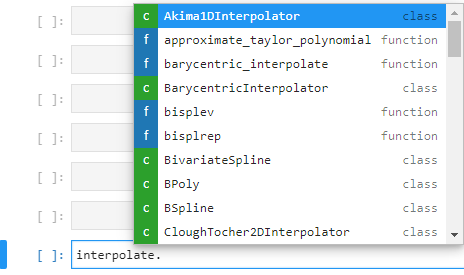 [ ]:
c Akima1DInterpolator class
f approximate_taylor_polynomial function
[ ]:
f barycentric_interpolate function
c BarycentricInterpolator class
[ ]:
f bisplev function
[ ]:
f bisplrep function
c BivariateSpline class
[ ]:
c BPoly class
[ ]:
c BSpline class
c CloughTocher2DInterpolator class
[ ]: interpolate.